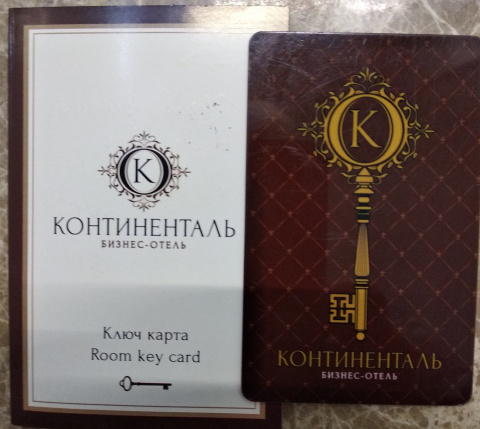 К
КОНТИНЕНТАЛЬ
БИЗНЕС-ОТЕЛЬ
Ключ карта
Room key card
К
КОНТИНЕНТАЛЬ
БИЗНЕС-ОТЕЛЬ